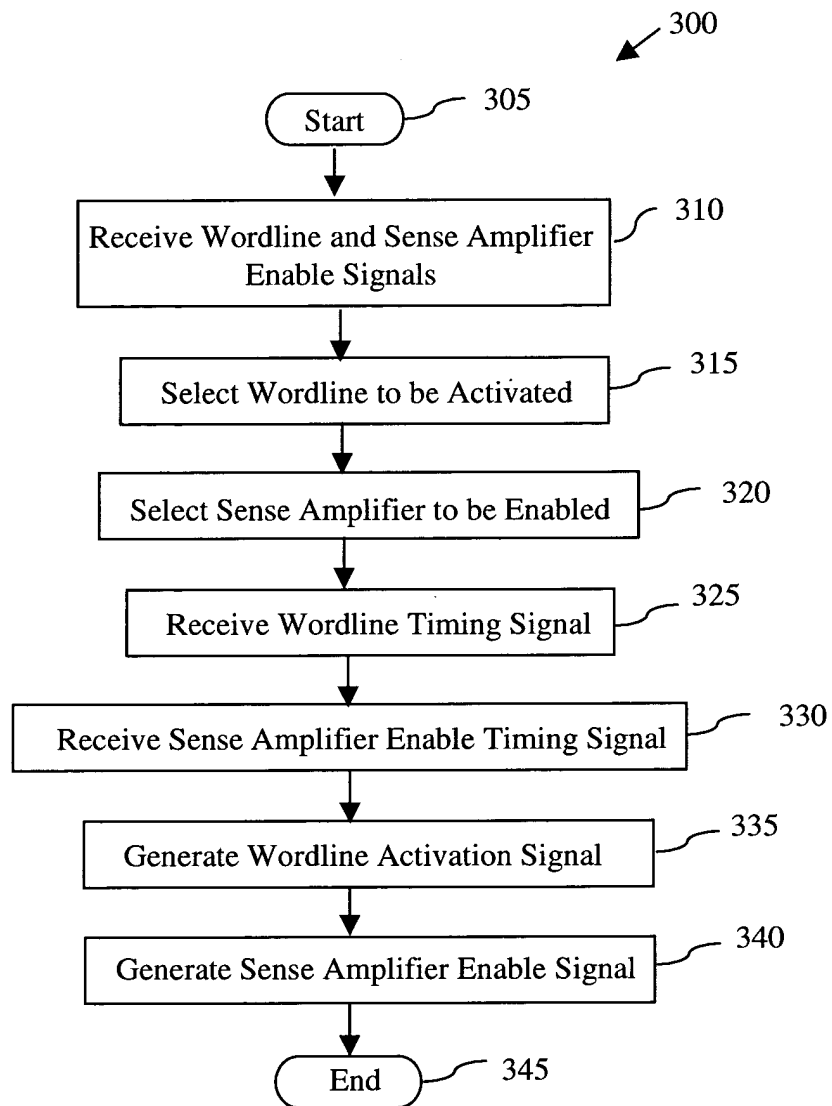 300
Start
305
Receive Wordline and Sense Amplifier
Enable Signals
310
Select Wordline to be Activated
315
Select Sense Amplifier to be Enabled
320
Receive Wordline Timing Signal
325
Receive Sense Amplifier Enable Timing Signal
330
Generate Wordline Activation Signal
335
Generate Sense Amplifier Enable Signal
340
End
345